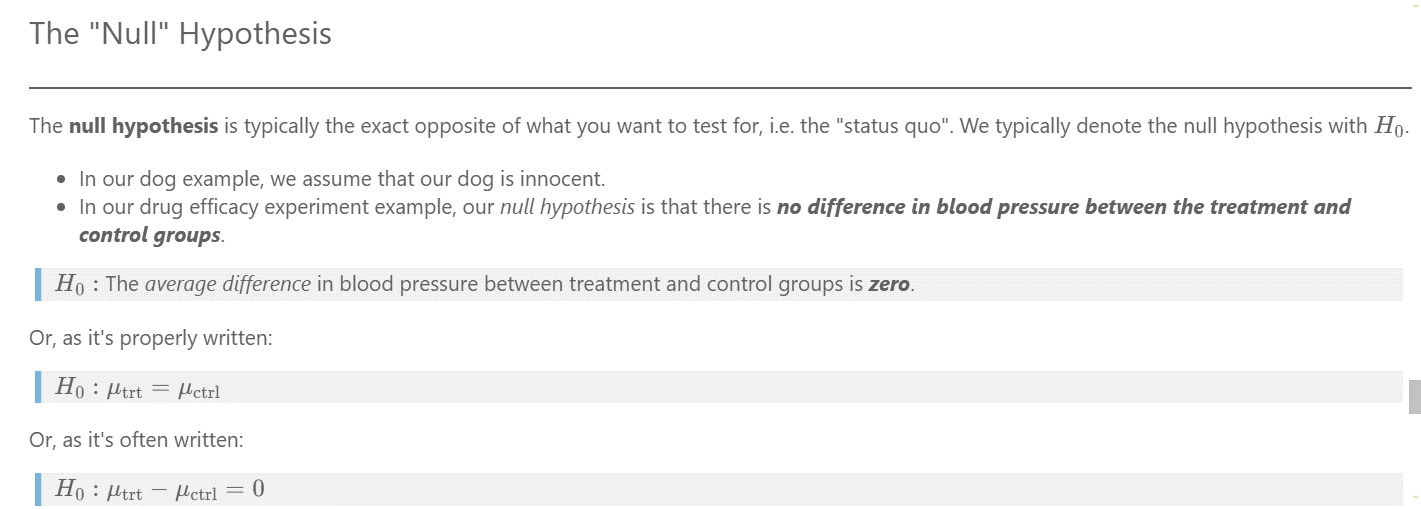 The "Null" Hypothesis
The null hypothesis is typically the exact opposite of what you want to test for, i.e. the "status quo". We typically denote the null hypothesis with H₀.
• In our dog example, we assume that our dog is innocent.
• In our drug efficacy experiment example, our null hypothesis is that there is no difference in blood pressure between the treatment and
control groups.
H₀ : The average difference in blood pressure between treatment and control groups is zero.
Or, as it's properly written:
H₀ : μtrt = μctrl
Or, as it's often written:
H₀ : μtrt − μctrl = 0